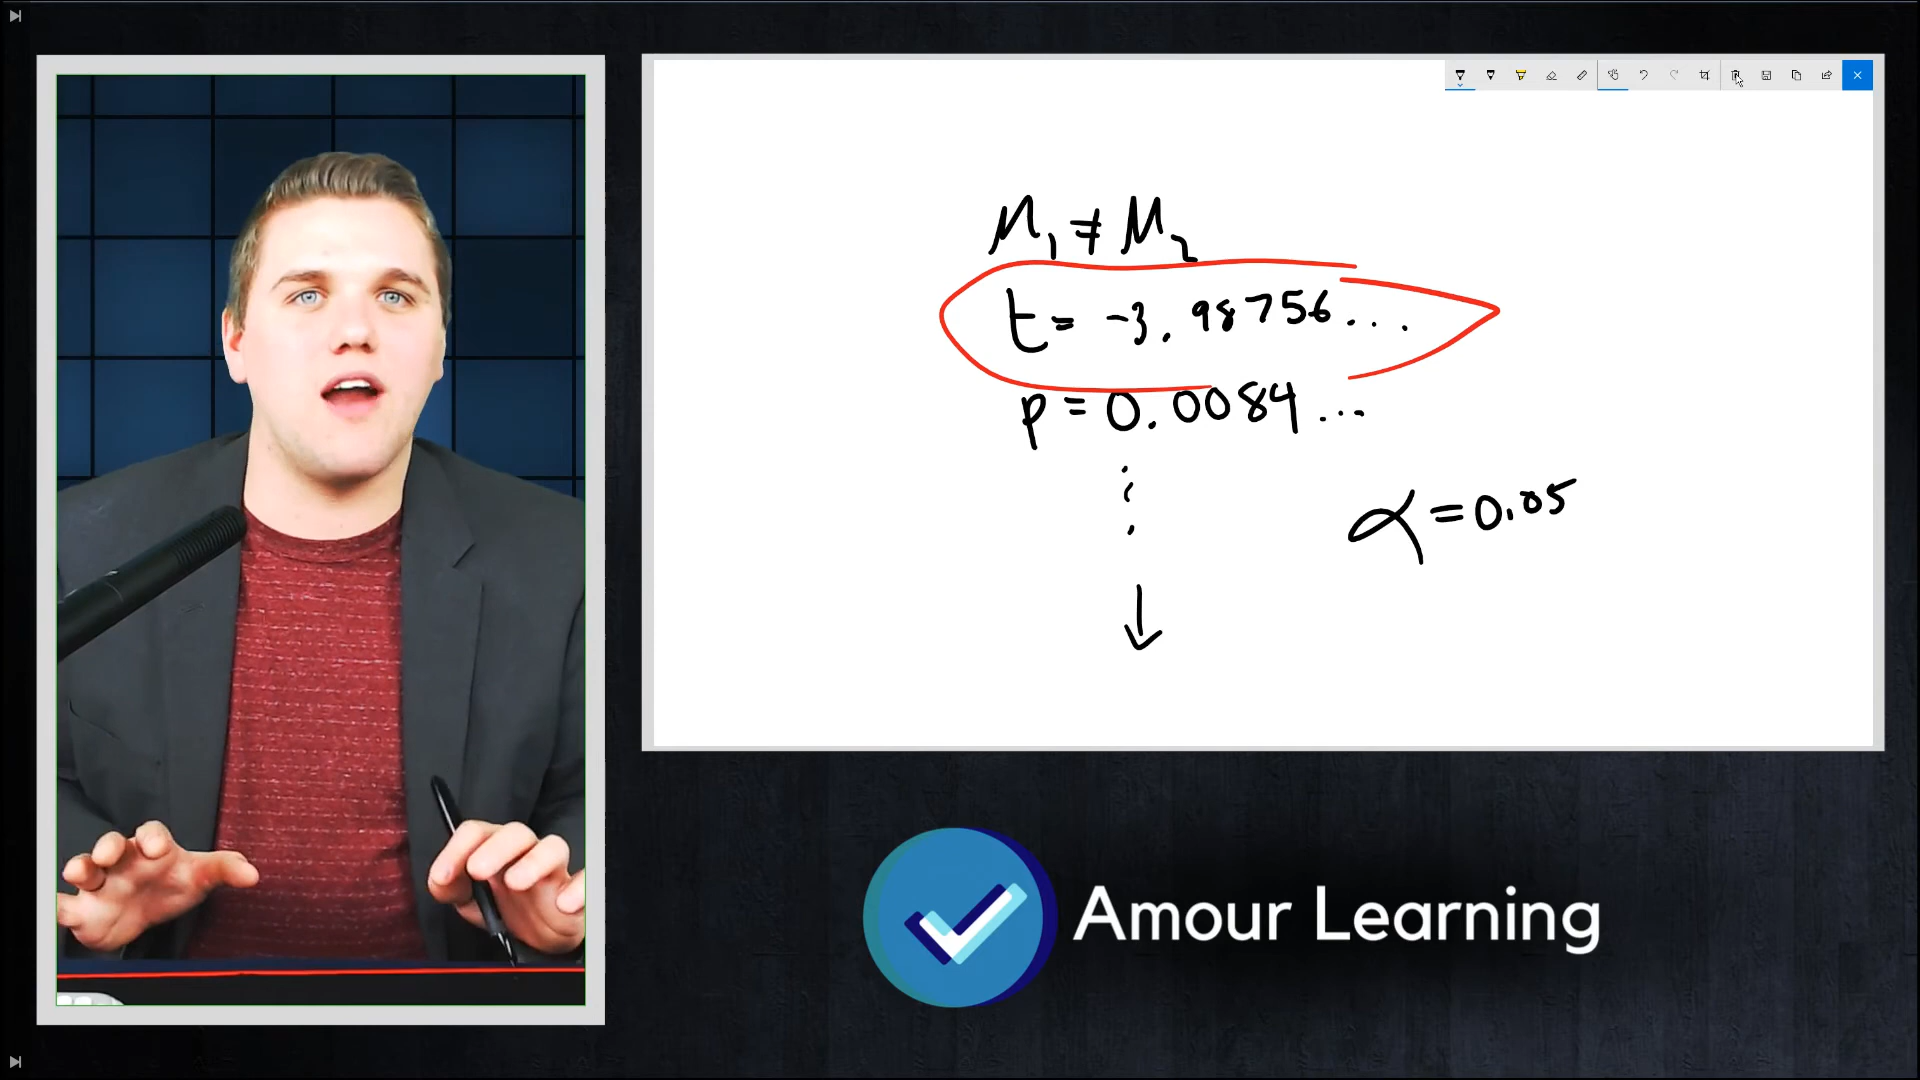 μ₁ ≠ μ₂
t = -3.98756...
p = 0.0084...
α = 0.05
Amour Learning